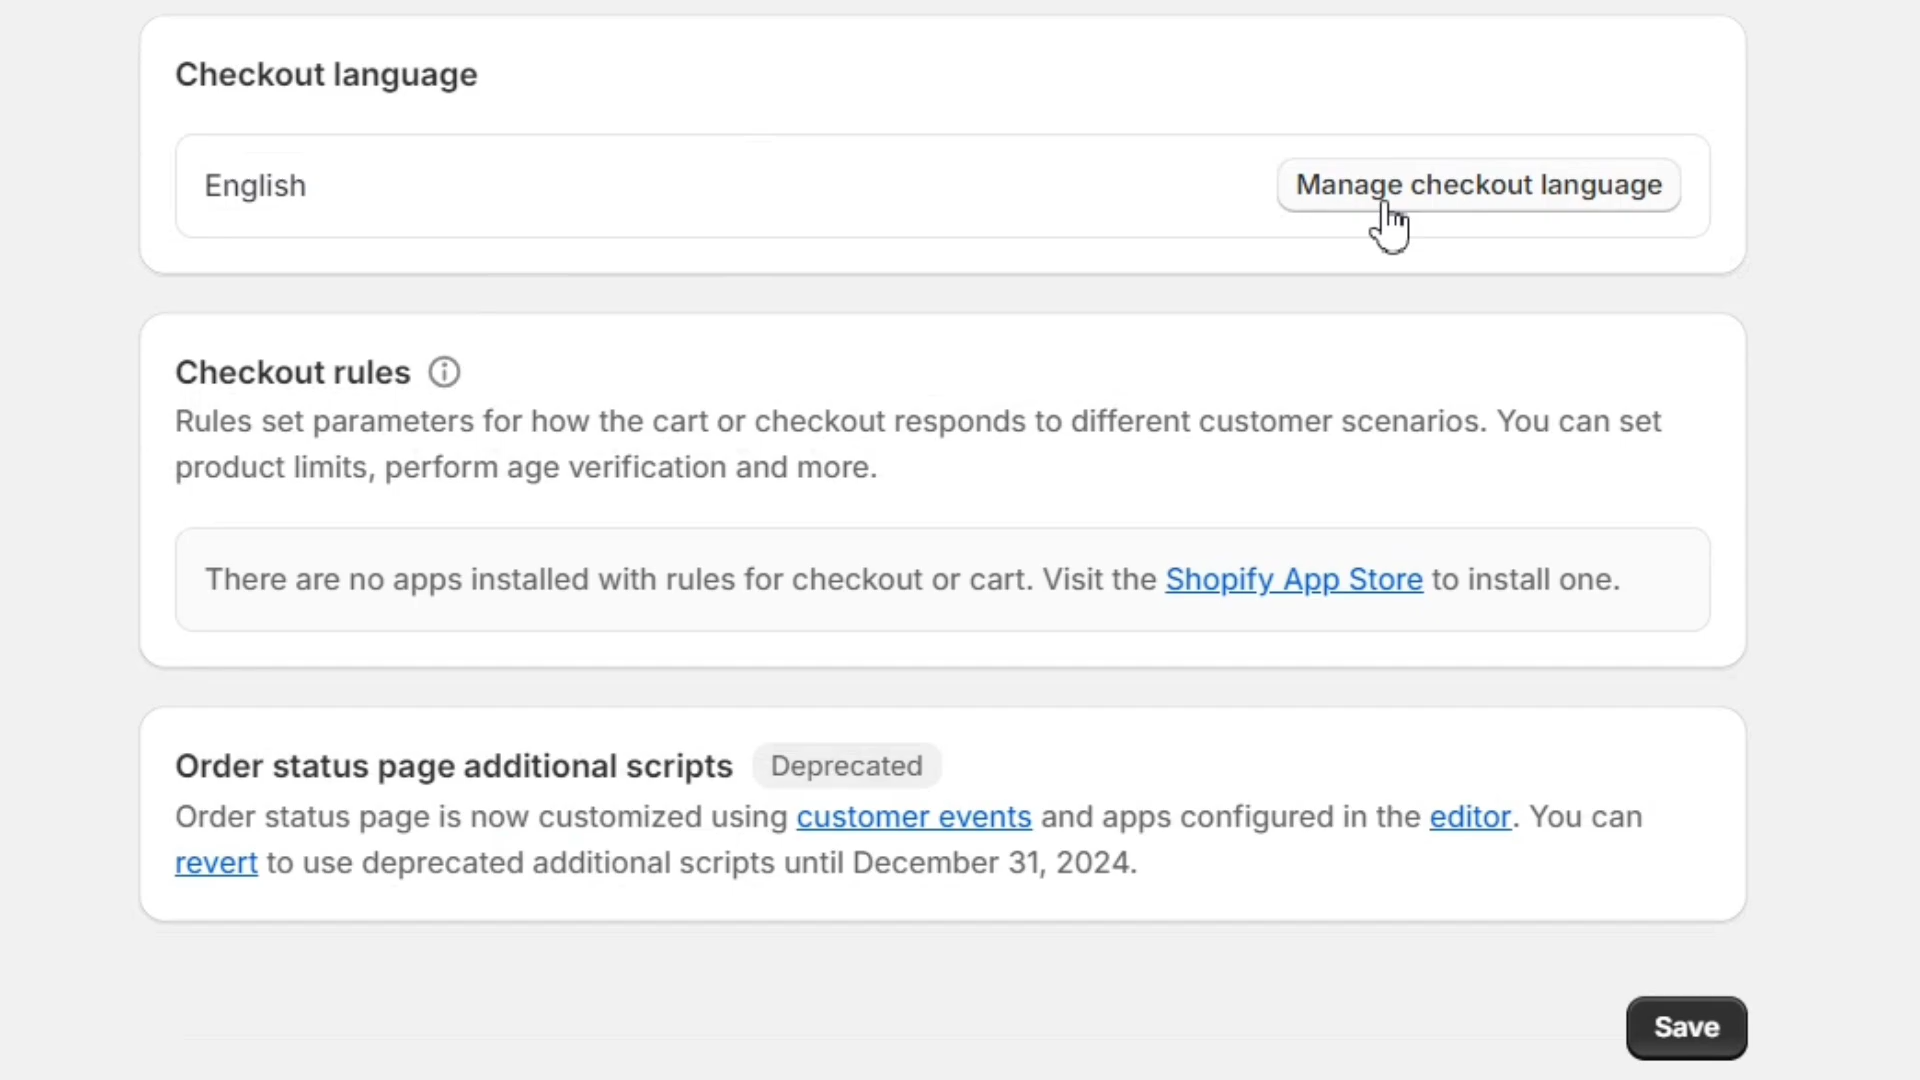 Checkout language
English
Manage checkout language
Checkout rules
Rules set parameters for how the cart or checkout responds to different customer scenarios. You can set
product limits, perform age verification and more.
There are no apps installed with rules for checkout or cart. Visit the Shopify App Store to install one.
Order status page additional scripts Deprecated
Order status page is now customized using customer events and apps configured in the editor. You can
revert to use deprecated additional scripts until December 31, 2024.
Save